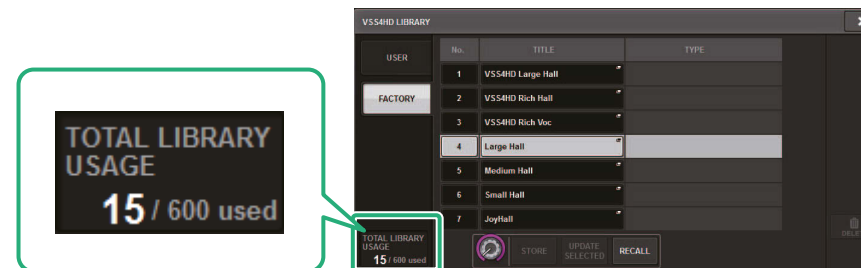 VSS4HD LIBRARY
USER
FACTORY
No. TITLE TYPE
1 VSS4HD Large Hall
2 VSS4HD Rich Hall
3 VSS4HD Rich Voc
4 Large Hall
5 Medium Hall
6 Small Hall
7 JoyHall
TOTAL LIBRARY
USAGE
15 / 600 used
TOTAL LIBRARY
USAGE
15 / 600 used
STORE
UPDATE
SELECTED
RECALL